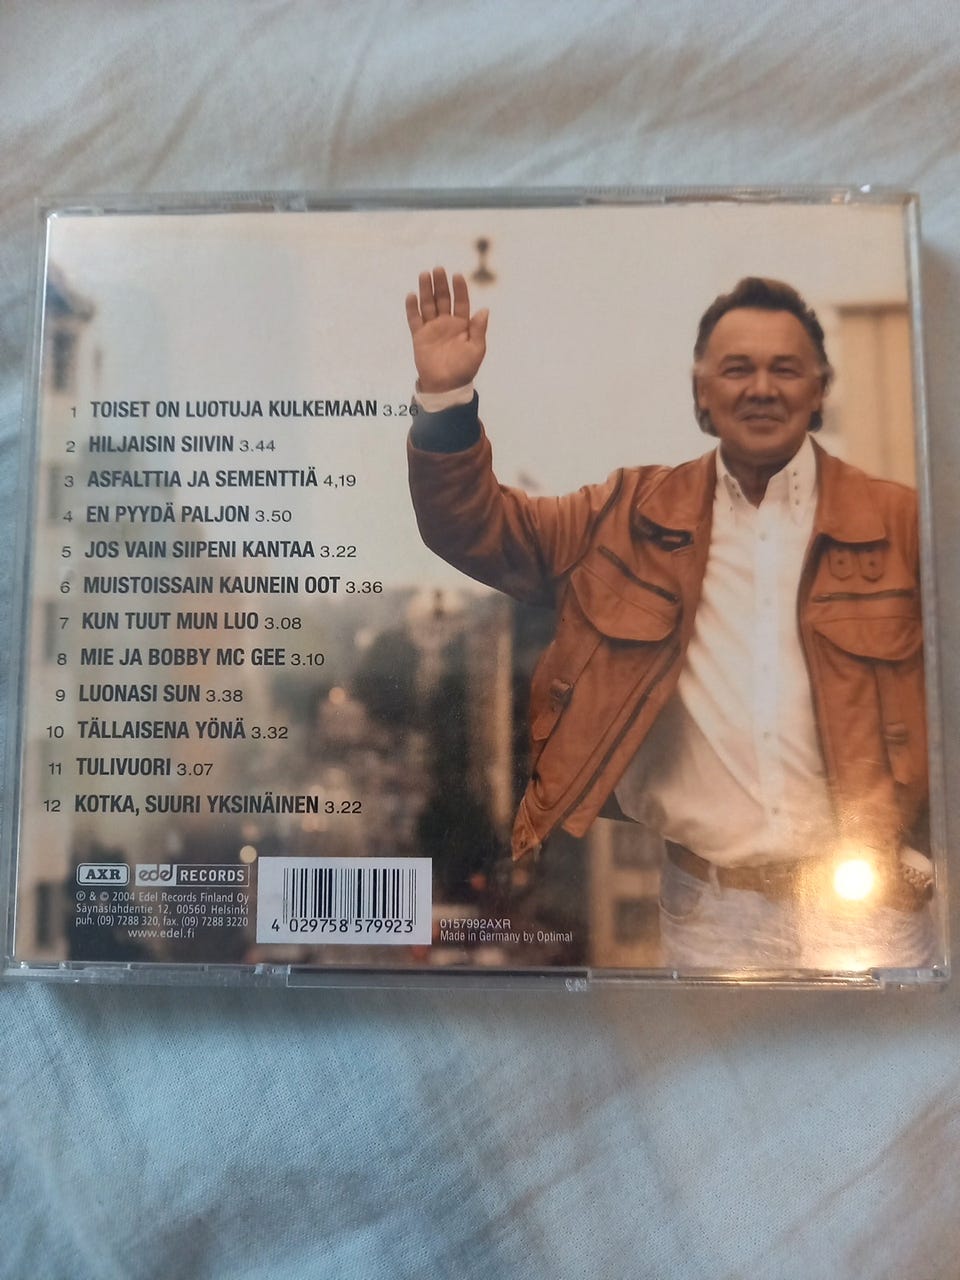 1 TOISET ON LUOTUJA KULKEMAAN 3.26
2 HILJAISIN SIIVIN 3.44
3 ASFALTTIA JA SEMENTTIÄ 4,19
4 EN PYYDÄ PALJON 3.50
5 JOS VAIN SIIPENI KANTAA 3.22
6 MUISTOISSAIN KAUNEIN OOT 3.36
7 KUN TUUT MUN LUO 3.08
8 MIE JA BOBBY MC GEE 3.10
9 LUONASI SUN 3.38
10 TÄLLAISENA YÖNÄ 3.32
11 TULIVUORI 3.07
12 KOTKA, SUURI YKSINÄINEN 3.22
AXR edel RECORDS
℗ & © 2004 Edel Records Finland Oy
Säynäslahdentie 12, 00560 Helsinki
puh. (09) 7288 320, fax. (09) 7288 3220
www.edel.fi
4 029758 579923
0157992AXR
Made in Germany by Optimal